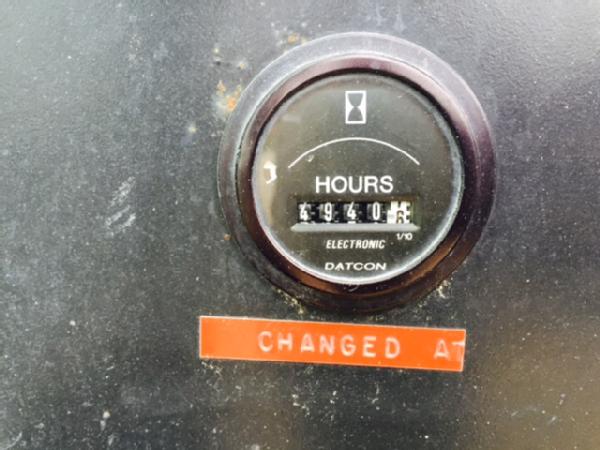 HOURS
4940
1/10
ELECTRONIC
DATCON
CHANGED AT